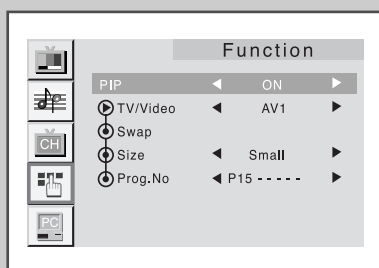 Function
PIP ◀ ON ▶
TV/Video ◀ AV1 ▶
Swap
CH
Size ◀ Small ▶
Prog.No ◀ P15 - - - - - ▶
PC